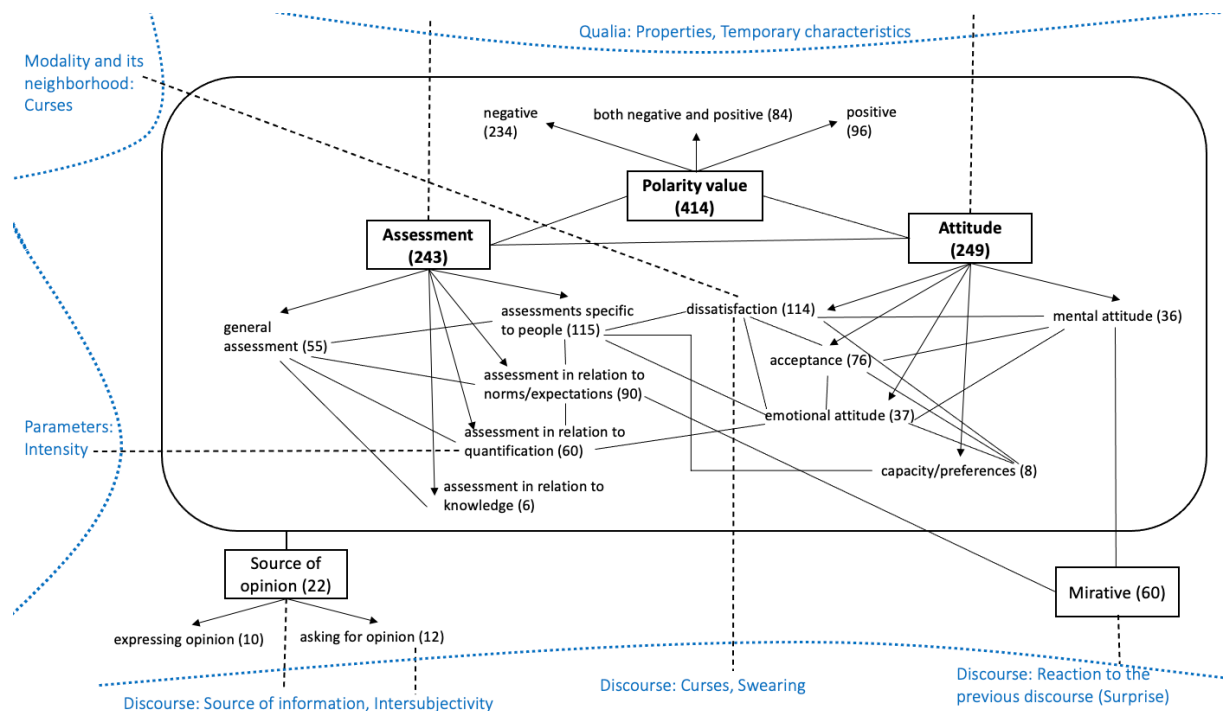 Qualia: Properties, Temporary characteristics
Modality and its
neighborhood:
Curses
negative
(234)
both negative and positive (84)
positive
(96)
Polarity value
(414)
Assessment
(243)
Attitude
(249)
general
assessment (55)
assessments specific
to people (115)
dissatisfaction (114)
mental attitude (36)
acceptance (76)
assessment in relation to
norms/expectations (90)
emotional attitude (37)
Parameters:
Intensity
assessment in relation to
quantification (60)
capacity/preferences (8)
assessment in relation to
knowledge (6)
Source of
opinion (22)
Mirative (60)
expressing opinion (10)
asking for opinion (12)
Discourse: Source of information, Intersubjectivity
Discourse: Curses, Swearing
Discourse: Reaction to the
previous discourse (Surprise)